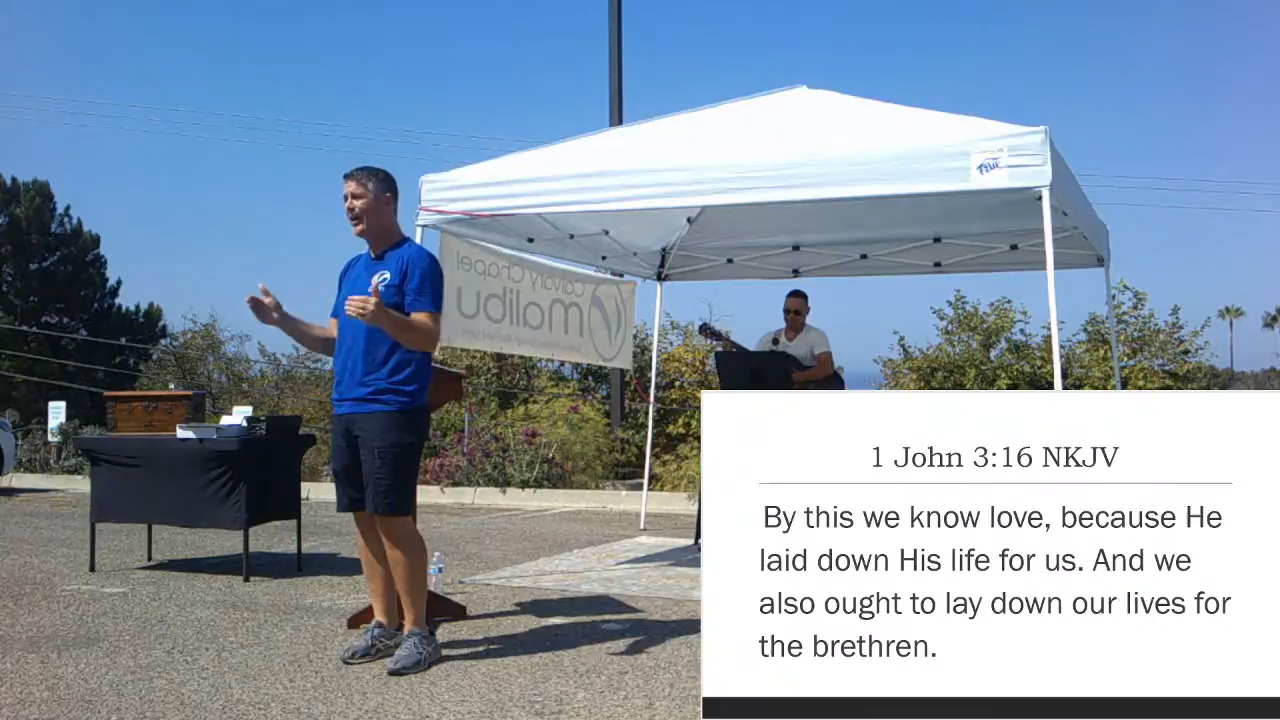 Calvary Chapel
Malibu
1 John 3:16 NKJV
By this we know love, because He
laid down His life for us. And we
also ought to lay down our lives for
the brethren.